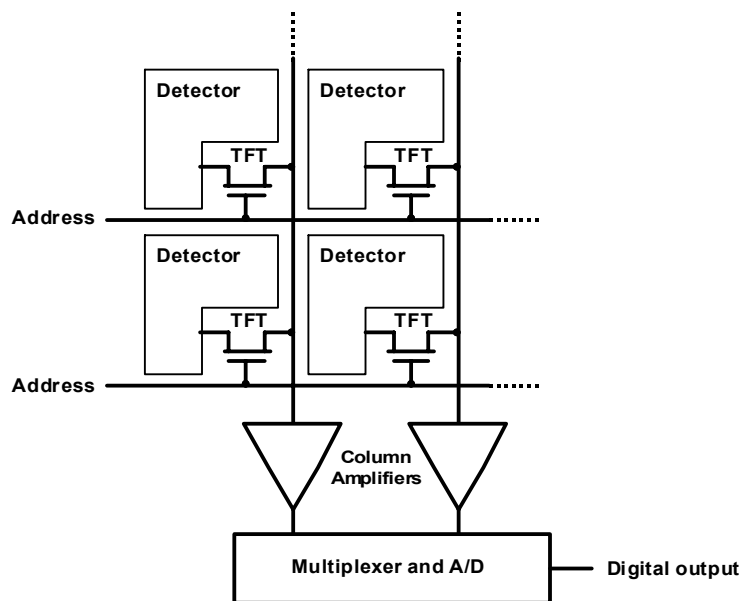 Detector
Detector
TFT
TFT
Address
Detector
Detector
TFT
TFT
Address
Column
Amplifiers
Multiplexer and A/D
Digital output